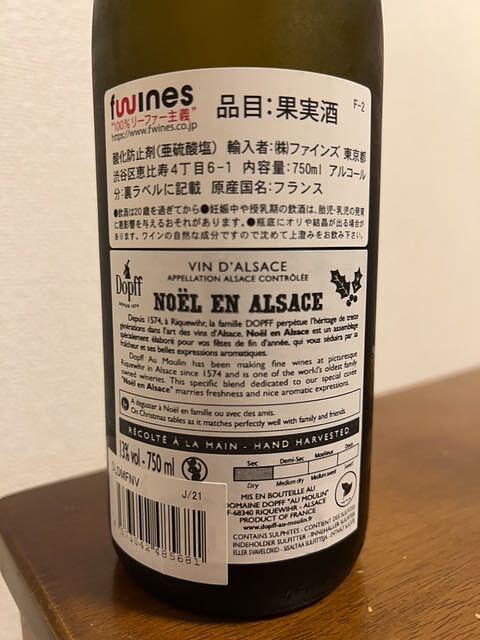 fwines
"100%リーファー主義"
https://www.fwines.co.jp
品目:果実酒
F-2
酸化防止剤(亜硫酸塩) 輸入者:㈱ファインズ 東京都
渋谷区恵比寿4丁目6-1 内容量:750ml アルコール
分:裏ラベルに記載 原産国名:フランス
●飲酒は20歳を過ぎてから●妊娠中や授乳期の飲酒は、胎児・乳児の発育
に悪影響を与えるおそれがあります。●瓶底にオリや結晶が出る場合が
あります。ワインの自然な成分ですので沈めて上澄みをお飲み下さい。
Dopff
VIN D'ALSACE
APPELLATION ALSACE CONTRÔLÉE
NOËL EN ALSACE
Depuis 1574, à Riquewihr, la famille DOPFF perpétue l'héritage de treize
générations dans l'art des vins d'Alsace. Noël en Alsace est un assemblage
spécialement élaboré pour vos fêtes de fin d'année, qui vous séduira par sa
fraîcheur et ses belles expressions aromatiques.
Dopff Au Moulin has been making fine wines at picturesque
Riquewihr in Alsace since 1574 and is one of the world's oldest family
owned wineries. This specific blend dedicated to our special cuvée
"Noël en Alsace" marries freshness and nice aromatic expressions.
A déguster à Noël en famille ou avec des amis.
On Christmas tables as it matches perfectly well with family and friends.
RÉCOLTÉ À LA MAIN - HAND HARVESTED
13% vol - 750 ml
Sec Demi-Sec Moelleux Doux
Dry Medium dry Medium sweet Sweet
J/21
MIS EN BOUTEILLE AU
DOMAINE DOPFF "AU MOULIN"
F-68340 RIQUEWIHR - ALSACE
PRODUCT OF FRANCE
www.dopff-au-moulin.com
CONTAINS SULPHITES - CONTENT DES SULFITES
INDEHOLDER SULFITTER - INNEHÅLLER
ELLER SVAVELOXID - SISÄLTÄÄ SULFIITTEJA